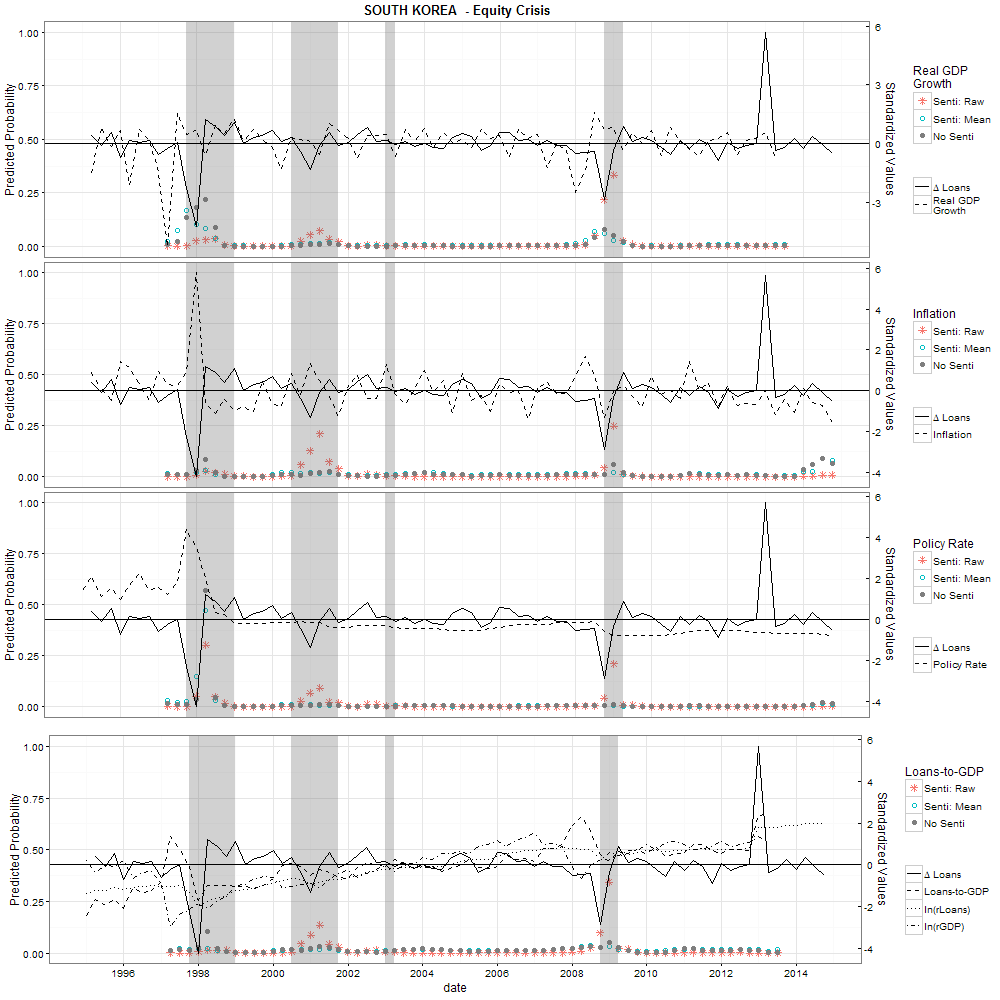 SOUTH KOREA - Equity Crisis
1.00
0.75
0.50
0.25
0.00
Predicted Probability
6
3
0
-3
Standardized Values
Real GDP
Growth
Senti: Raw
Senti: Mean
No Senti
Δ Loans
Real GDP
Growth
1.00
0.75
0.50
0.25
0.00
Predicted Probability
6
4
2
0
-2
-4
Standardized Values
Inflation
Senti: Raw
Senti: Mean
No Senti
Δ Loans
Inflation
1.00
0.75
0.50
0.25
0.00
Predicted Probability
6
4
2
0
-2
-4
Standardized Values
Policy Rate
Senti: Raw
Senti: Mean
No Senti
Δ Loans
Policy Rate
1.00
0.75
0.50
0.25
0.00
Predicted Probability
6
4
2
0
-2
-4
Standardized Values
Loans-to-GDP
Senti: Raw
Senti: Mean
No Senti
Δ Loans
Loans-to-GDP
ln(rLoans)
ln(rGDP)
1996
1998
2000
2002
2004
2006
2008
2010
2012
2014
date